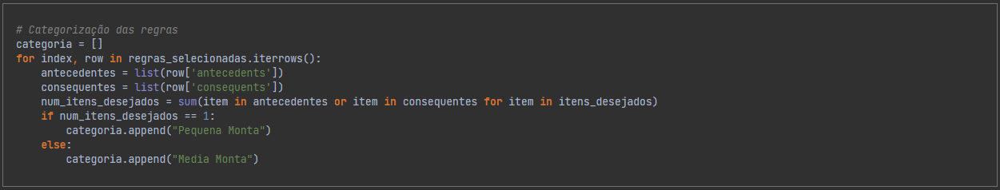 # Categorização das regras
categoria = []
for index, row in regras_selecionadas.iterrows():
    antecedentes = list(row['antecedents'])
    consequentes = list(row['consequents'])
    num_itens_desejados = sum(item in antecedentes or item in consequentes for item in itens_desejados)
    if num_itens_desejados == 1:
        categoria.append("Pequena Monta")
    else:
        categoria.append("Media Monta")